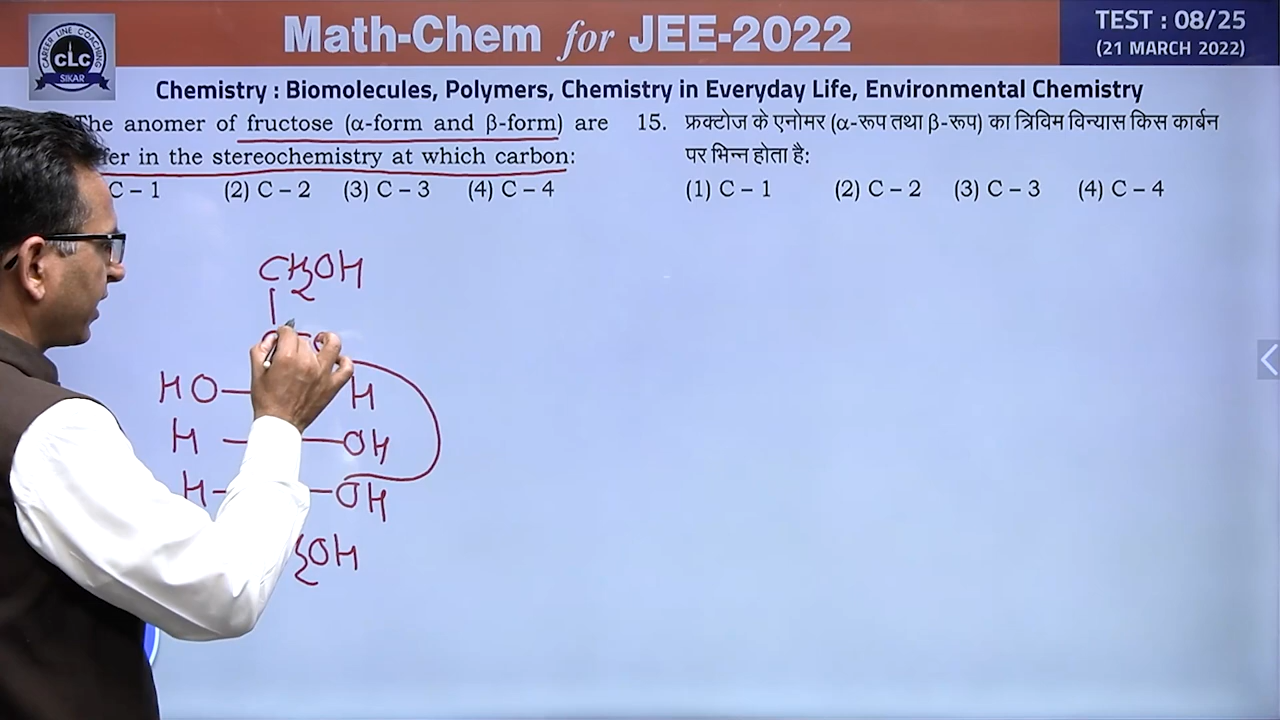 Math-Chem for JEE-2022
TEST : 08/25
(21 MARCH 2022)
CAREER LINE COACHING
CLC
SIKAR
Chemistry : Biomolecules, Polymers, Chemistry in Everyday Life, Environmental Chemistry
The anomer of fructose (α-form and β-form) are
er in the stereochemistry at which carbon:
C – 1 (2) C – 2 (3) C – 3 (4) C – 4
15. फ्रक्टोज के एनोमर (α-रूप तथा β-रूप) का त्रिविम विन्यास किस कार्बन
पर भिन्न होता है:
(1) C – 1 (2) C – 2 (3) C – 3 (4) C – 4
CH2OH
HO H
H OH
H OH
2OH